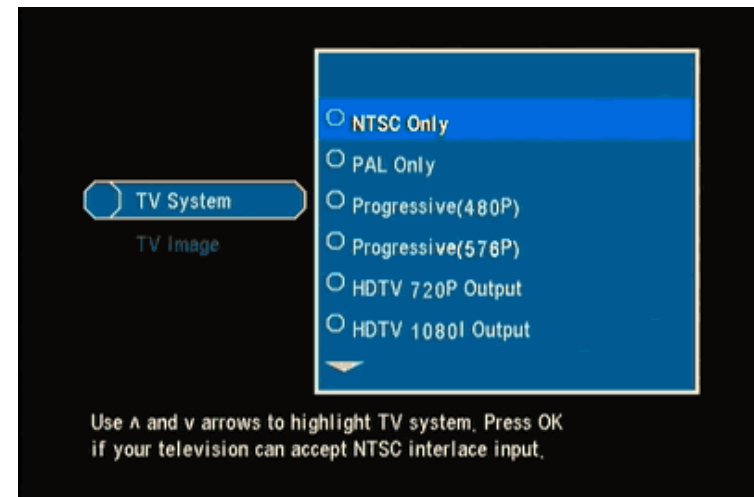 NTSC Only
PAL Only
TV System
Progressive(480P)
TV Image
Progressive(576P)
HDTV 720P Output
HDTV 1080I Output
Use ʌ and v arrows to highlight TV system. Press OK
if your television can accept NTSC interlace input.